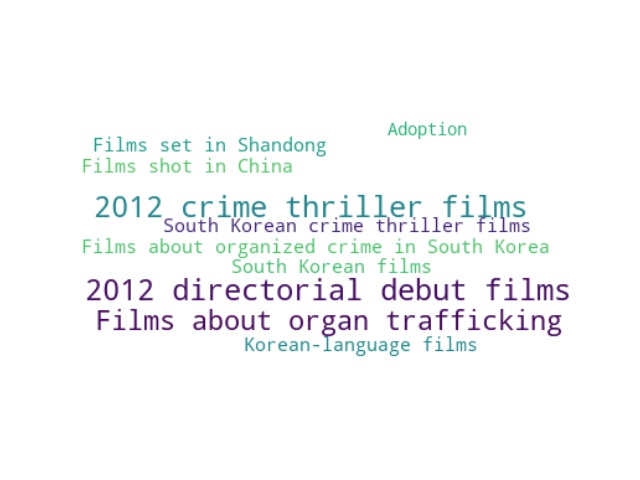 Adoption
Films set in Shandong
Films shot in China
2012 crime thriller films
South Korean crime thriller films
Films about organized crime in South Korea
South Korean films
2012 directorial debut films
Films about organ trafficking
Korean-language films